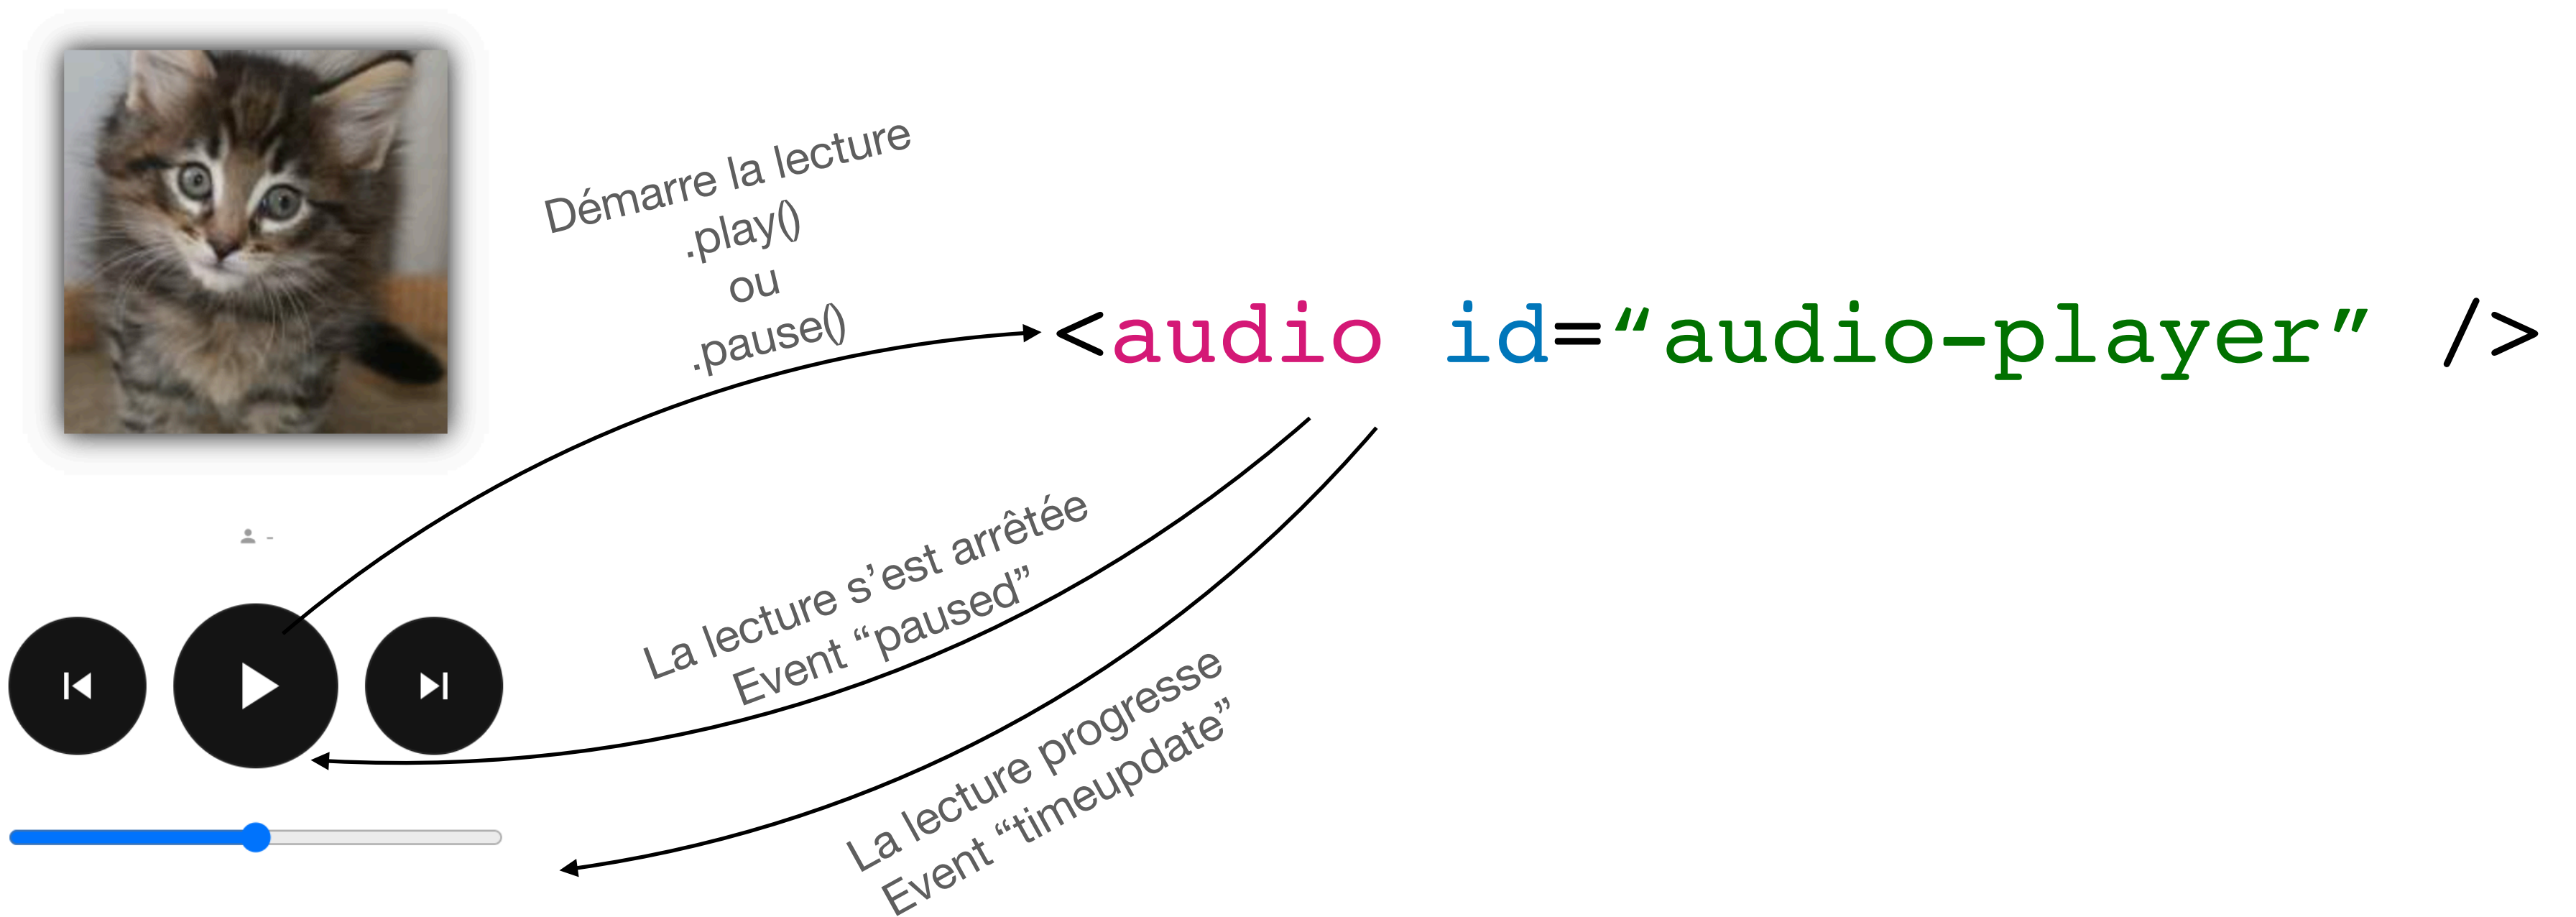 Démarre la lecture
.play()
ou
.pause()
<audio id=“audio-player” />
-
La lecture s’est arrêtée
Event “paused”
La lecture progresse
Event “timeupdate”